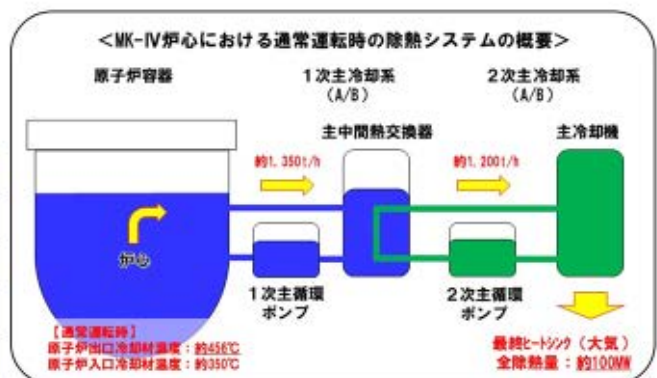 ＜MK-Ⅳ炉心における通常運転時の除熱システムの概要＞
原子炉容器
1次主冷却系
(A/B)
2次主冷却系
(A/B)
主中間熱交換器
主冷却機
約1,350t/h
約1,200t/h
炉心
1次主循環
ポンプ
2次主循環
ポンプ
【通常運転時】
原子炉出口冷却材温度：約456℃
原子炉入口冷却材温度：約350℃
最終ヒートシンク（大気）
全除熱量：約100MW